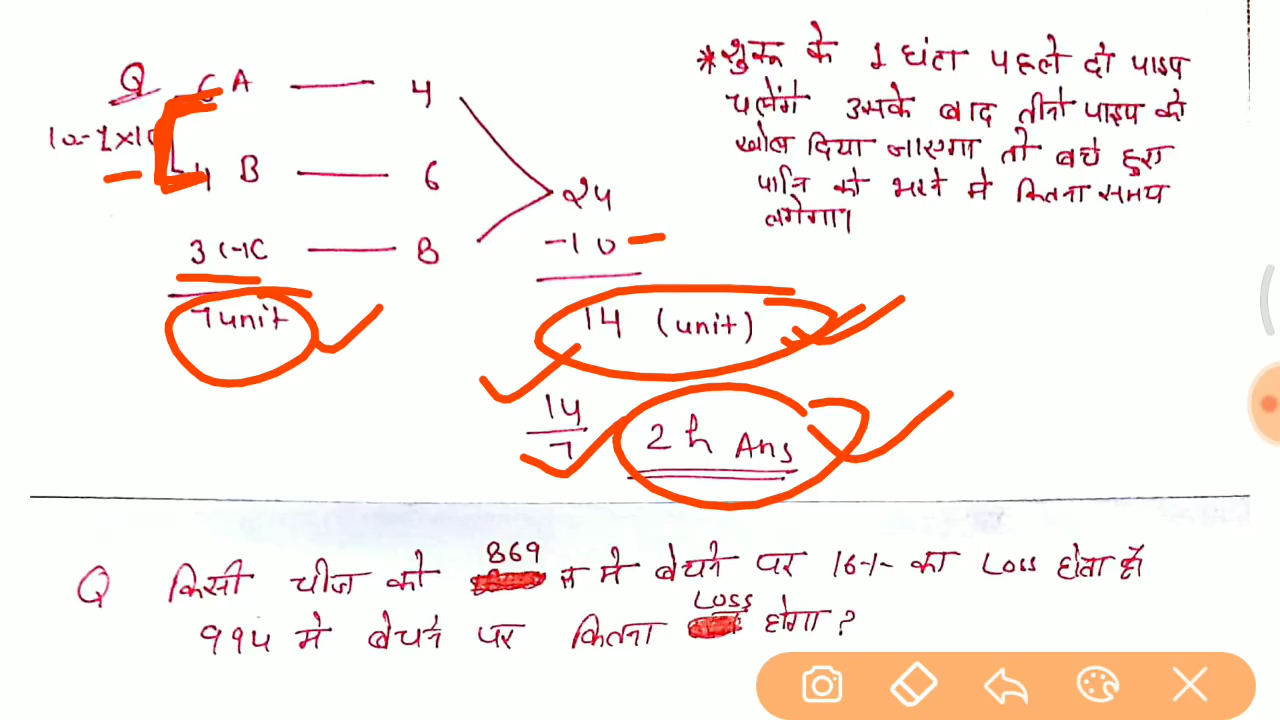 Q 6 A 4
10-1×10
4 B 6
24
3 (-)C 8
-10
7 unit
14 (unit)
14/7 2 h Ans
* शुरू के 1 घंटा पहले दो पाइप
चलेंगे उसके बाद तीनो पाइप को
खोल दिया जाएगा तो बचे हुए
पानि को भरने मे कितना समय
लगेगा।
Q किसी चीज को 869 में बेचने पर 16% का Loss होता है
994 मे बेचने पर कितना Loss होगा ?